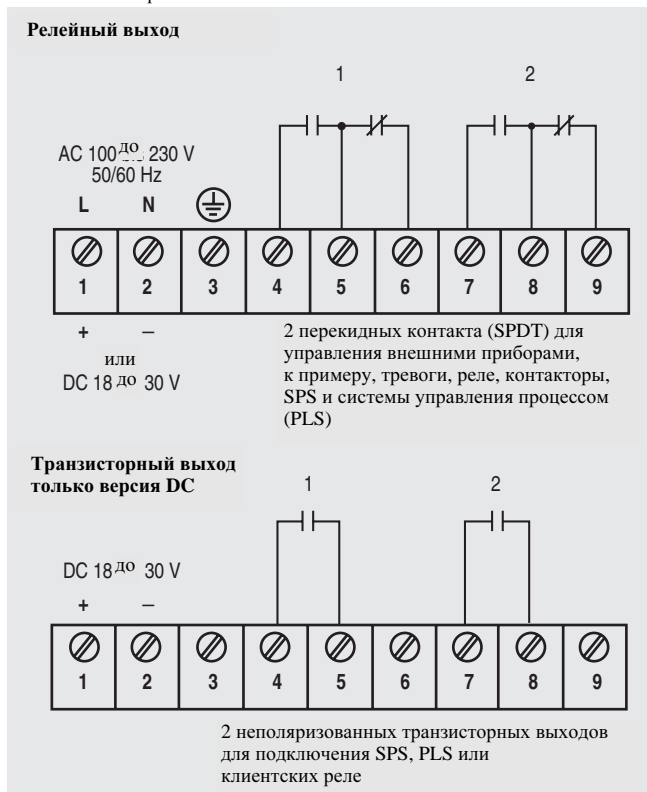 Релейный выход
1 2
AC 100 до 230 V
50/60 Hz
L N
1 2 3 4 5 6 7 8 9
+ –
или
DC 18 до 30 V
2 перекидных контакта (SPDT) для
управления внешними приборами,
к примеру, тревоги, реле, контакторы,
SPS и системы управления процессом
(PLS)
Транзисторный выход
только версия DC
1 2
DC 18 до 30 V
+ –
1 2 3 4 5 6 7 8 9
2 неполяризованных транзисторных выходов
для подключения SPS, PLS или
клиентских реле